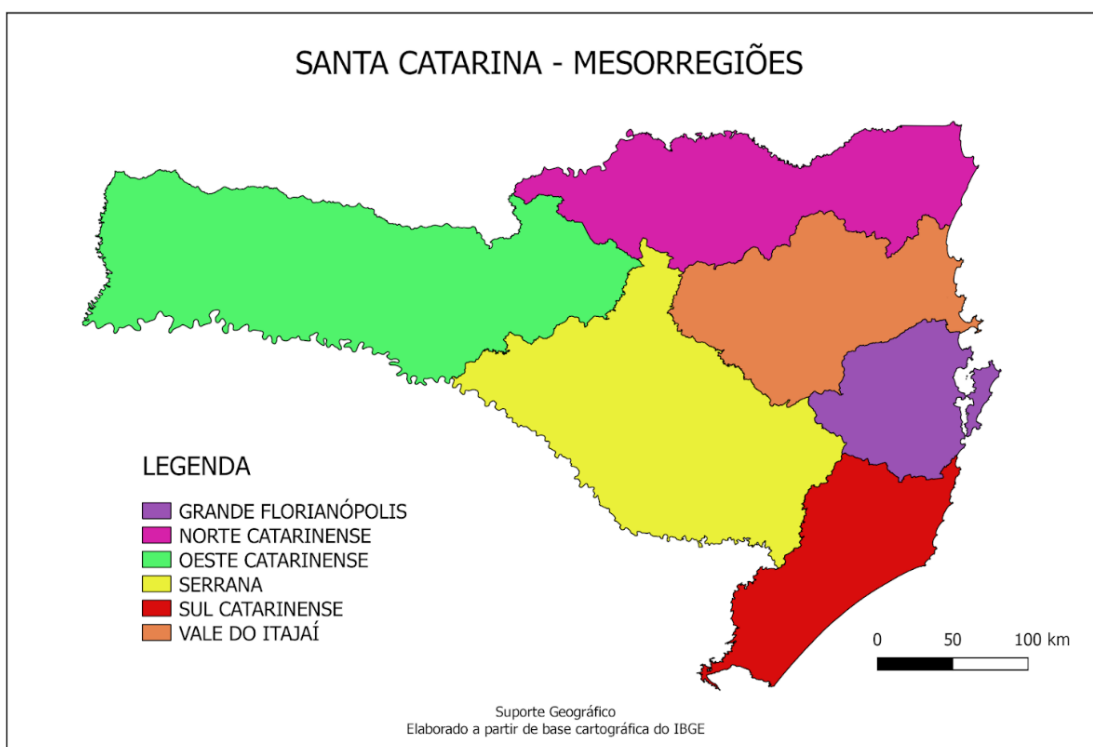 SANTA CATARINA - MESORREGIÕES
LEGENDA
GRANDE FLORIANÓPOLIS
NORTE CATARINENSE
OESTE CATARINENSE
SERRANA
SUL CATARINENSE
VALE DO ITAJAÍ
0 50 100 km
Suporte Geográfico
Elaborado a partir de base cartográfica do IBGE